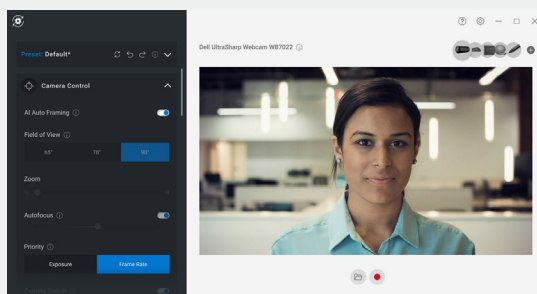 Preset: Default*
Dell UltraSharp Webcam WB7022
Camera Control
AI Auto Framing
Field of View
65°
78°
90°
Zoom
Autofocus
Priority
Exposure
Frame Rate